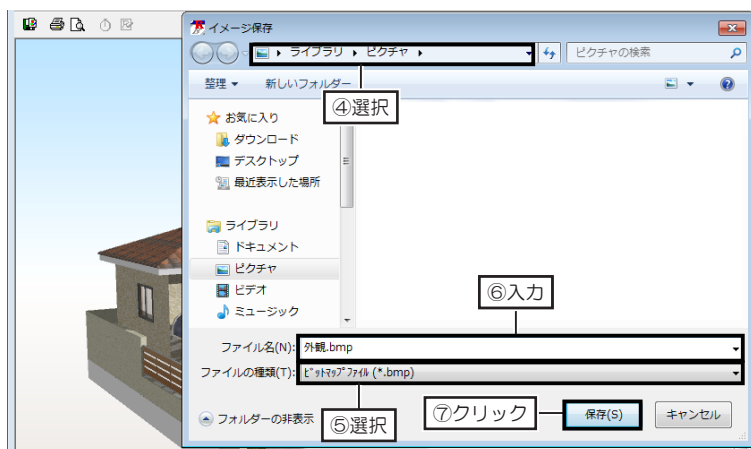 イメージ保存
ライブラリ ピクチャ
ピクチャの検索
整理 新しいフォルダー
④選択
お気に入り
ダウンロード
デスクトップ
最近表示した場所
ライブラリ
ドキュメント
ピクチャ
ビデオ
ミュージック
⑥入力
ファイル名(N): 外観.bmp
ファイルの種類(T): ﾋﾞｯﾄﾏｯﾌﾟﾌｧｲﾙ (*.bmp)
フォルダーの非表示
⑤選択
⑦クリック
保存(S)
キャンセル